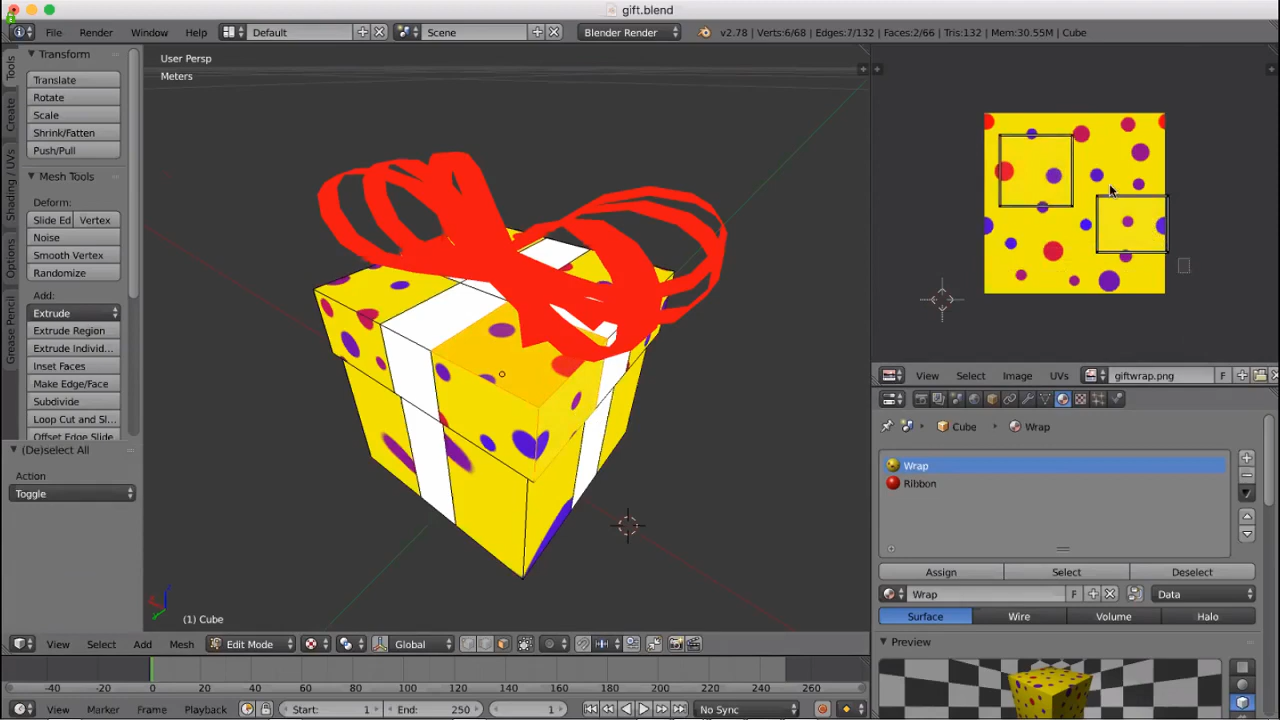 gift.blend
File Render Window Help Default Scene Blender Render v2.78 | Verts:6/68 | Edges:7/132 | Faces:2/66 | Tris:132 | Mem:30.55M | Cube
Tools
Create
Shading / UVs
Options
Grease Pencil
Transform
Translate
Rotate
Scale
Shrink/Fatten
Push/Pull
Mesh Tools
Deform:
Slide Ed Vertex
Noise
Smooth Vertex
Randomize
Add:
Extrude
Extrude Region
Extrude Individ...
Inset Faces
Make Edge/Face
Subdivide
Loop Cut and Sl...
Offset Edge Slide
(De)select All
Action
Toggle
User Persp
Meters
(1) Cube
View Select Add Mesh Edit Mode Global
-40 -20 0 20 40 60 80 100 120 140 160 180 200 220 240 260
View Marker Frame Playback Start: 1 End: 250 1 No Sync
View Select Image UVs giftwrap.png F
Cube Wrap
Wrap
Ribbon
Assign Select Deselect
Wrap F Data
Surface Wire Volume Halo
Preview